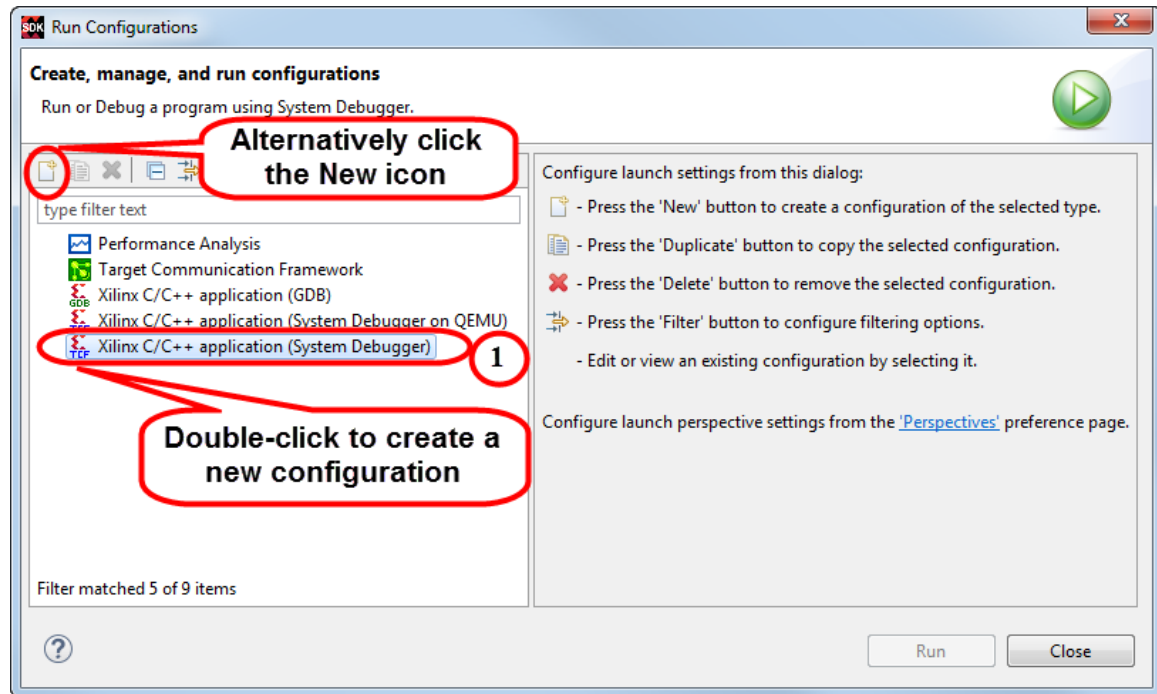 SDK Run Configurations
X
Create, manage, and run configurations
Run or Debug a program using System Debugger.
Alternatively click
the New icon
type filter text
Performance Analysis
Target Communication Framework
GDB Xilinx C/C++ application (GDB)
Xilinx C/C++ application (System Debugger on QEMU)
TCF Xilinx C/C++ application (System Debugger)
1
Double-click to create a
new configuration
Filter matched 5 of 9 items
Configure launch settings from this dialog:
- Press the 'New' button to create a configuration of the selected type.
- Press the 'Duplicate' button to copy the selected configuration.
- Press the 'Delete' button to remove the selected configuration.
- Press the 'Filter' button to configure filtering options.
- Edit or view an existing configuration by selecting it.
Configure launch perspective settings from the 'Perspectives' preference page.
?
Run
Close